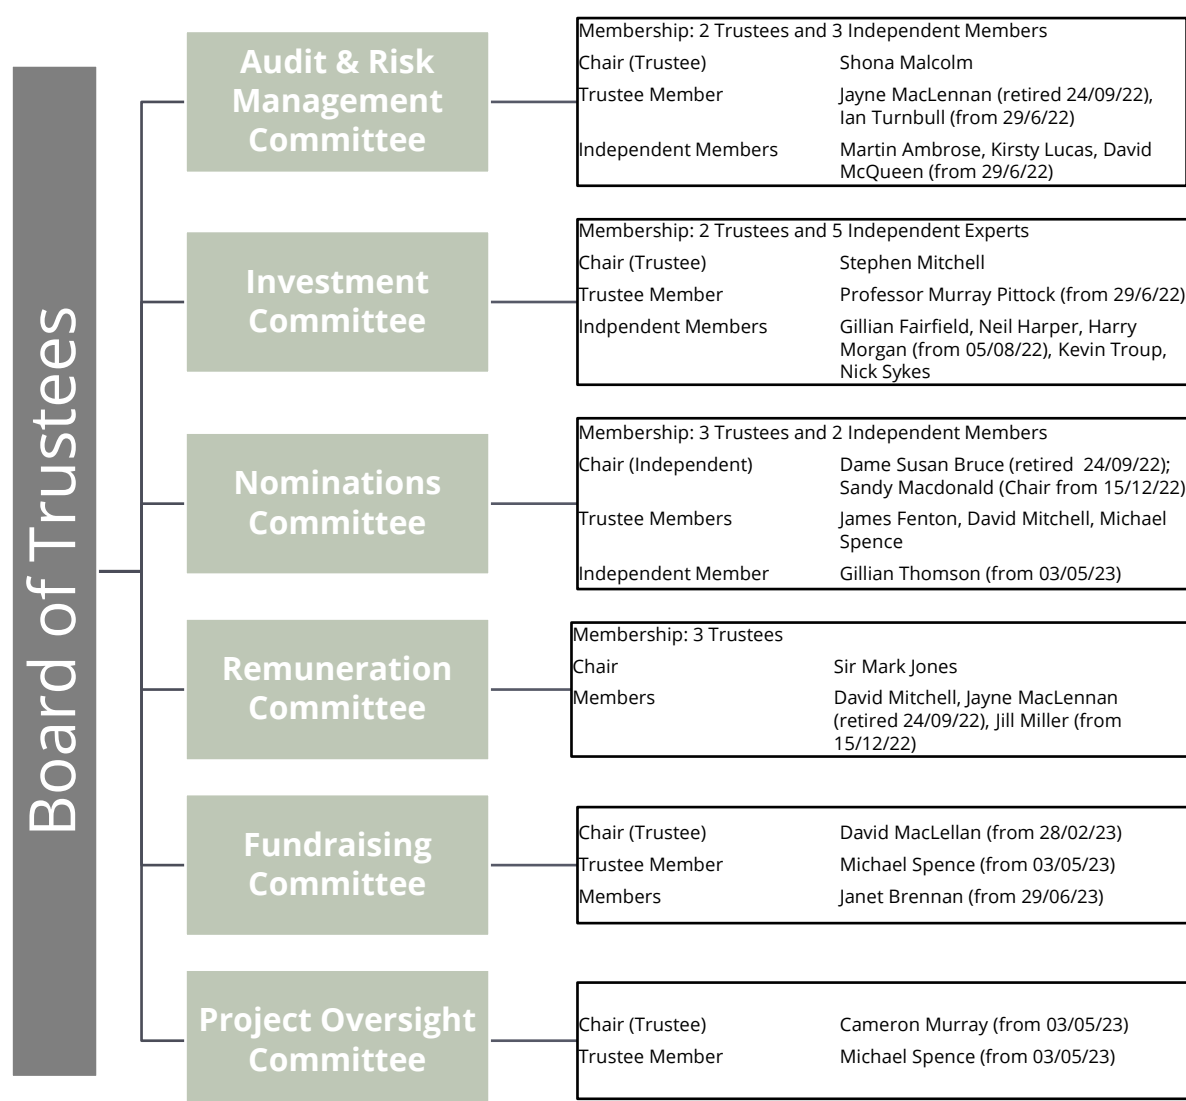 Board of Trustees
Audit & Risk
Management
Committee
Membership: 2 Trustees and 3 Independent Members
Chair (Trustee) Shona Malcolm
Trustee Member Jayne MacLennan (retired 24/09/22),
Ian Turnbull (from 29/6/22)
Independent Members Martin Ambrose, Kirsty Lucas, David
McQueen (from 29/6/22)
Investment
Committee
Membership: 2 Trustees and 5 Independent Experts
Chair (Trustee) Stephen Mitchell
Trustee Member Professor Murray Pittock (from 29/6/22)
Indpendent Members Gillian Fairfield, Neil Harper, Harry
Morgan (from 05/08/22), Kevin Troup,
Nick Sykes
Nominations
Committee
Membership: 3 Trustees and 2 Independent Members
Chair (Independent) Dame Susan Bruce (retired 24/09/22);
Sandy Macdonald (Chair from 15/12/22)
Trustee Members James Fenton, David Mitchell, Michael
Spence
Independent Member Gillian Thomson (from 03/05/23)
Remuneration
Committee
Membership: 3 Trustees
Chair Sir Mark Jones
Members David Mitchell, Jayne MacLennan
(retired 24/09/22), Jill Miller (from
15/12/22)
Fundraising
Committee
Chair (Trustee) David MacLellan (from 28/02/23)
Trustee Member Michael Spence (from 03/05/23)
Members Janet Brennan (from 29/06/23)
Project Oversight
Committee
Chair (Trustee) Cameron Murray (from 03/05/23)
Trustee Member Michael Spence (from 03/05/23)